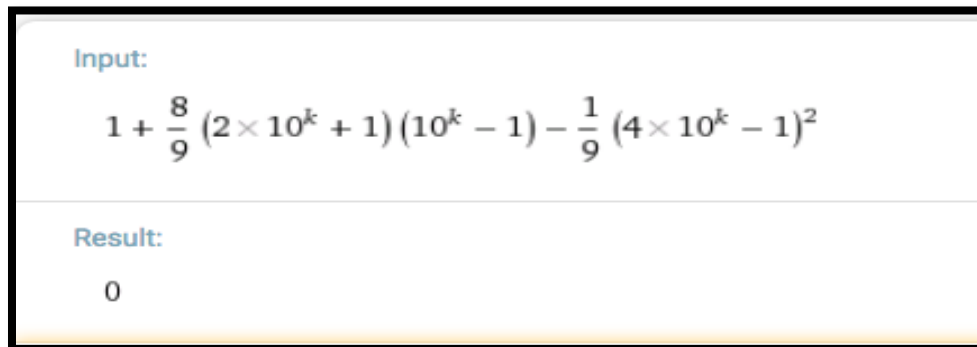 Input:
1 + 8/9 (2 × 10^k + 1) (10^k − 1) − 1/9 (4 × 10^k − 1)^2
Result:
0